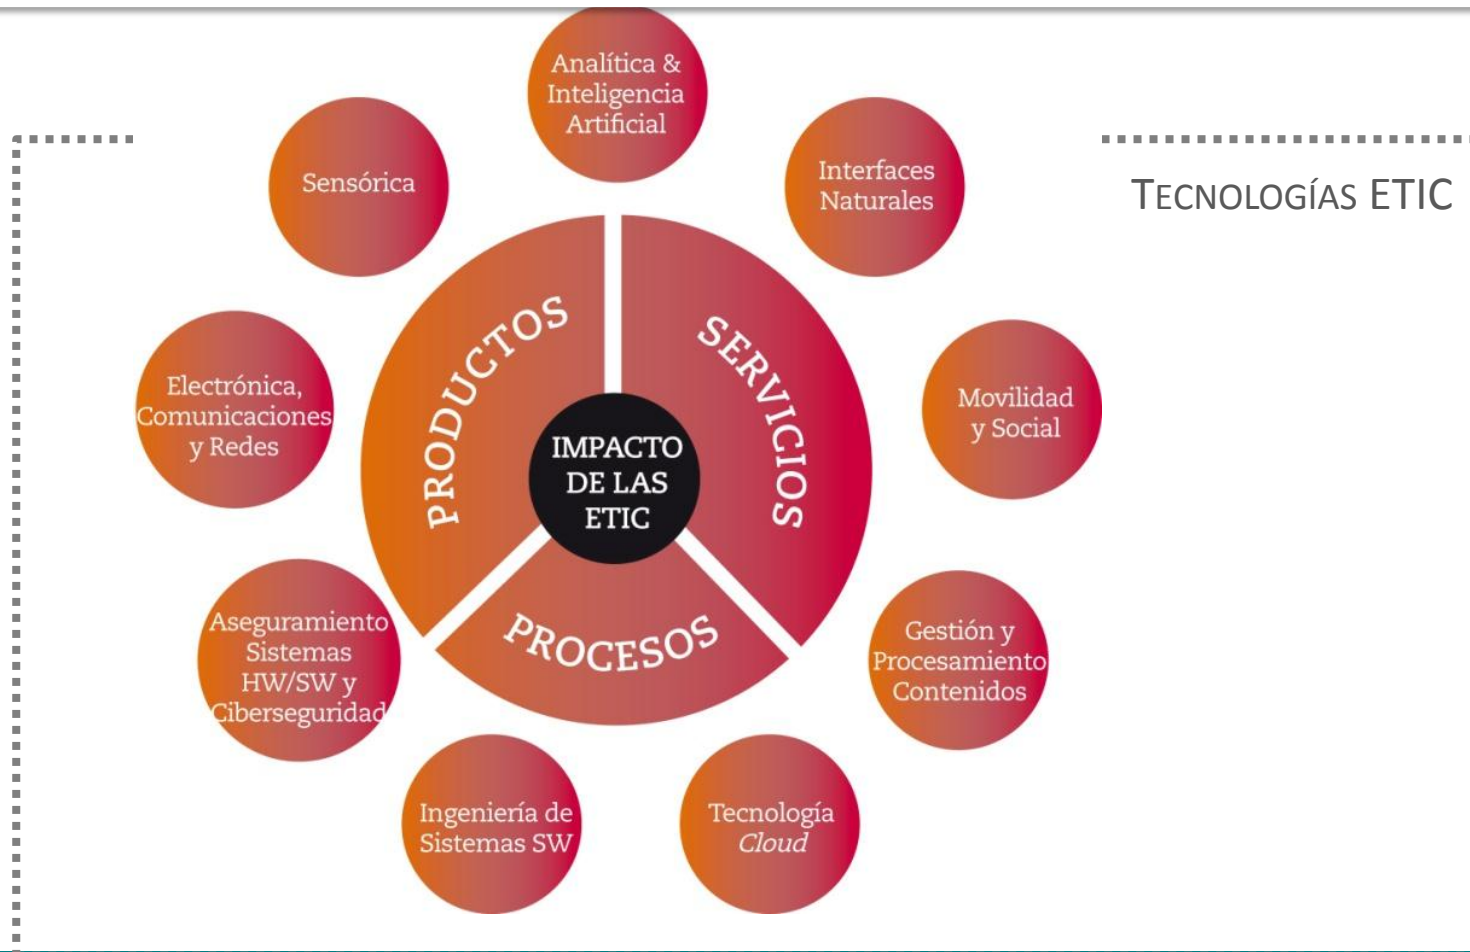 Analítica &
Inteligencia
Artificial
Sensórica
Interfaces
Naturales
TECNOLOGÍAS ETIC
PRODUCTOS
SERVICIOS
Electrónica,
Comunicaciones
y Redes
Movilidad
y Social
IMPACTO
DE LAS
ETIC
PROCESOS
Aseguramiento
Sistemas
HW/SW y
Ciberseguridad
Gestión y
Procesamiento
Contenidos
Ingeniería de
Sistemas SW
Tecnología
Cloud